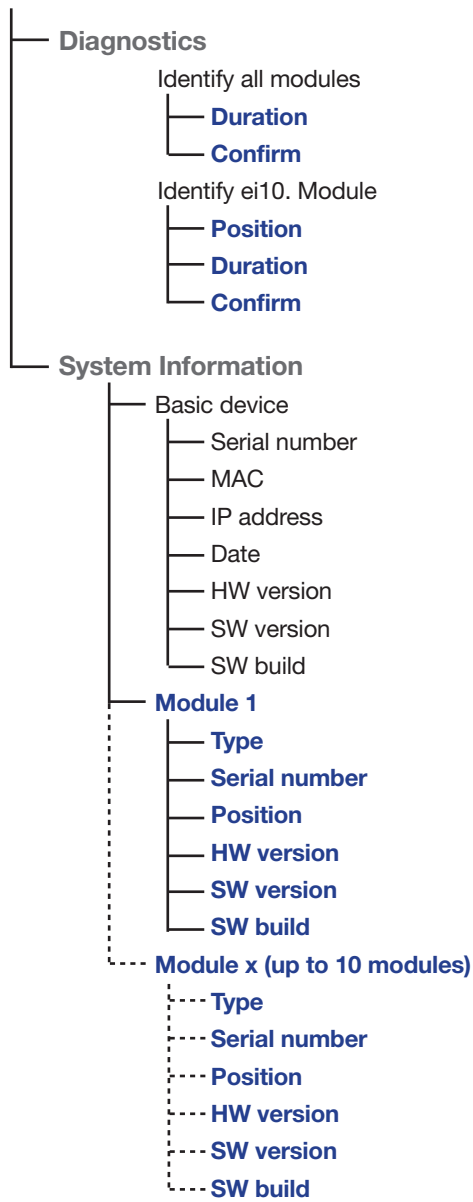 Diagnostics
Identify all modules
Duration
Confirm
Identify ei10. Module
Position
Duration
Confirm
System Information
Basic device
Serial number
MAC
IP address
Date
HW version
SW version
SW build
Module 1
Type
Serial number
Position
HW version
SW version
SW build
Module x (up to 10 modules)
Type
Serial number
Position
HW version
SW version
SW build